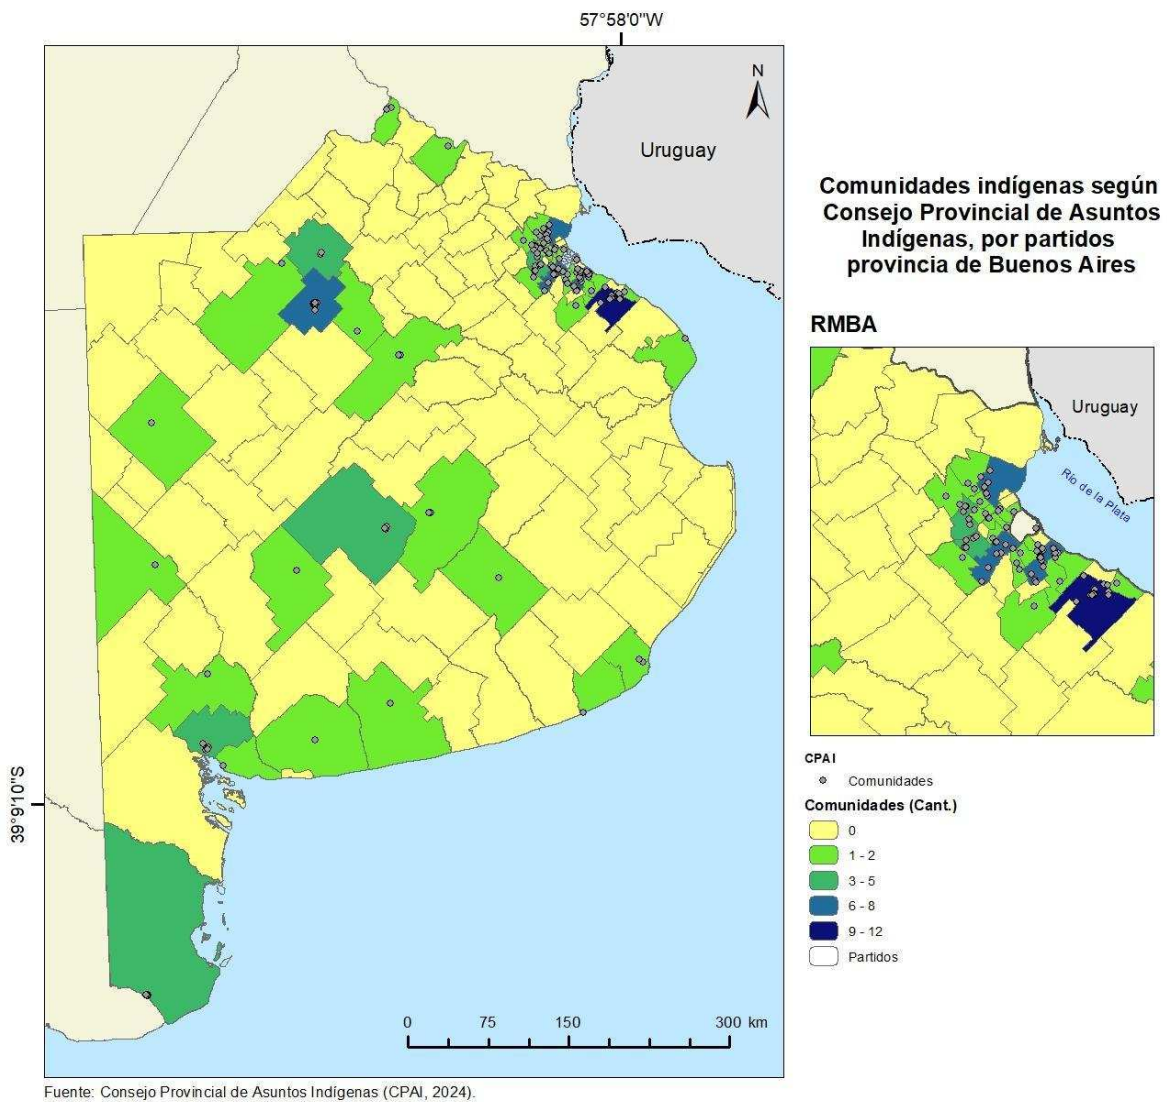 57°58'0"W
N
Uruguay
39°9'10"S
0 75 150 300 km
Fuente: Consejo Provincial de Asuntos Indígenas (CPAI, 2024).
Comunidades indígenas según
Consejo Provincial de Asuntos
Indígenas, por partidos
provincia de Buenos Aires
RMBA
Uruguay
Río de la Plata
CPAI
Comunidades
Comunidades (Cant.)
0
1 - 2
3 - 5
6 - 8
9 - 12
Partidos